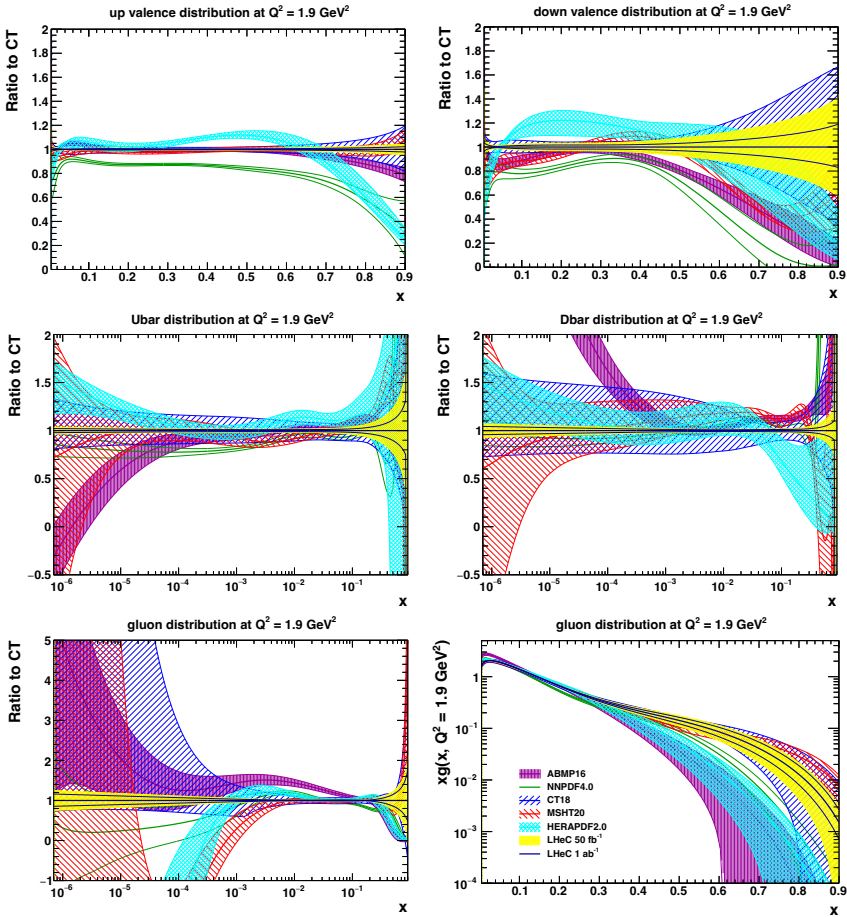 up valence distribution at Q² = 1.9 GeV²
Ratio to CT
2
1.8
1.6
1.4
1.2
1
0.8
0.6
0.4
0.2
0
0.1 0.2 0.3 0.4 0.5 0.6 0.7 0.8 0.9
x
down valence distribution at Q² = 1.9 GeV²
Ratio to CT
2
1.8
1.6
1.4
1.2
1
0.8
0.6
0.4
0.2
0
0.1 0.2 0.3 0.4 0.5 0.6 0.7 0.8 0.9
x
Ubar distribution at Q² = 1.9 GeV²
Ratio to CT
2
1.5
1
0.5
0
−0.5
10⁻⁶ 10⁻⁵ 10⁻⁴ 10⁻³ 10⁻² 10⁻¹
x
Dbar distribution at Q² = 1.9 GeV²
Ratio to CT
2
1.5
1
0.5
0
−0.5
10⁻⁶ 10⁻⁵ 10⁻⁴ 10⁻³ 10⁻² 10⁻¹
x
gluon distribution at Q² = 1.9 GeV²
Ratio to CT
5
4
3
2
1
0
−1
10⁻⁶ 10⁻⁵ 10⁻⁴ 10⁻³ 10⁻² 10⁻¹
x
gluon distribution at Q² = 1.9 GeV²
xg(x, Q² = 1.9 GeV²)
1
10⁻¹
10⁻²
10⁻³
10⁻⁴
ABMP16
NNPDF4.0
CT18
MSHT20
HERAPDF2.0
LHeC 50 fb⁻¹
LHeC 1 ab⁻¹
0.1 0.2 0.3 0.4 0.5 0.6 0.7 0.8 0.9
x